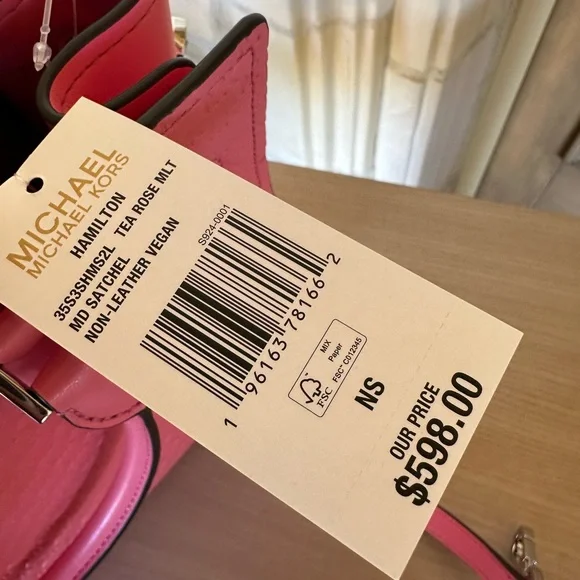 MICHAEL
MICHAEL KORS
HAMILTON
35S3SHMS2L TEA ROSE MLT
MD SATCHEL
NON-LEATHER VEGAN
S924-0001
1 96163 78166 2
FSC
MIX
Paper
FSC™ C012345
NS
OUR PRICE
$598.00